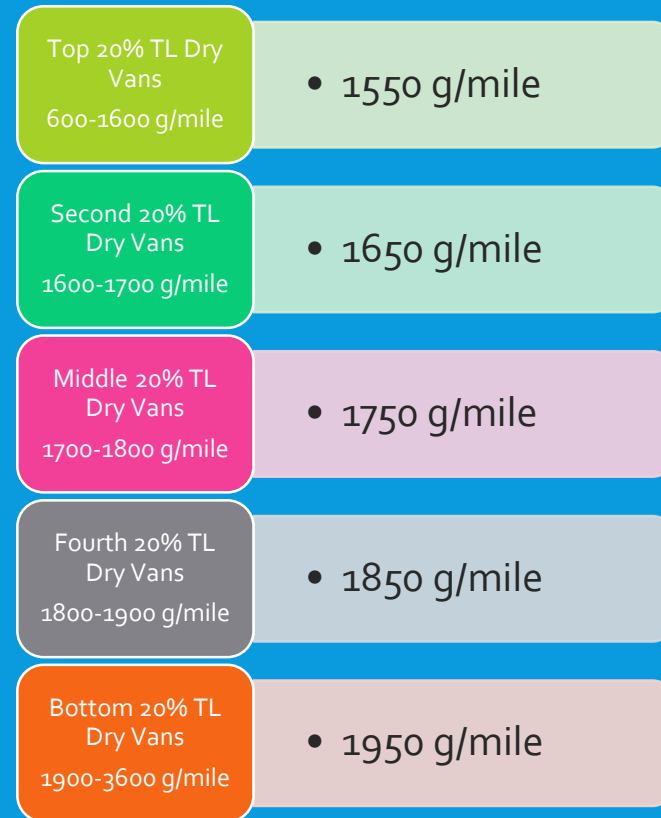 Top 20% TL Dry
Vans
600-1600 g/mile
• 1550 g/mile
Second 20% TL
Dry Vans
1600-1700 g/mile
• 1650 g/mile
Middle 20% TL
Dry Vans
1700-1800 g/mile
• 1750 g/mile
Fourth 20% TL
Dry Vans
1800-1900 g/mile
• 1850 g/mile
Bottom 20% TL
Dry Vans
1900-3600 g/mile
• 1950 g/mile